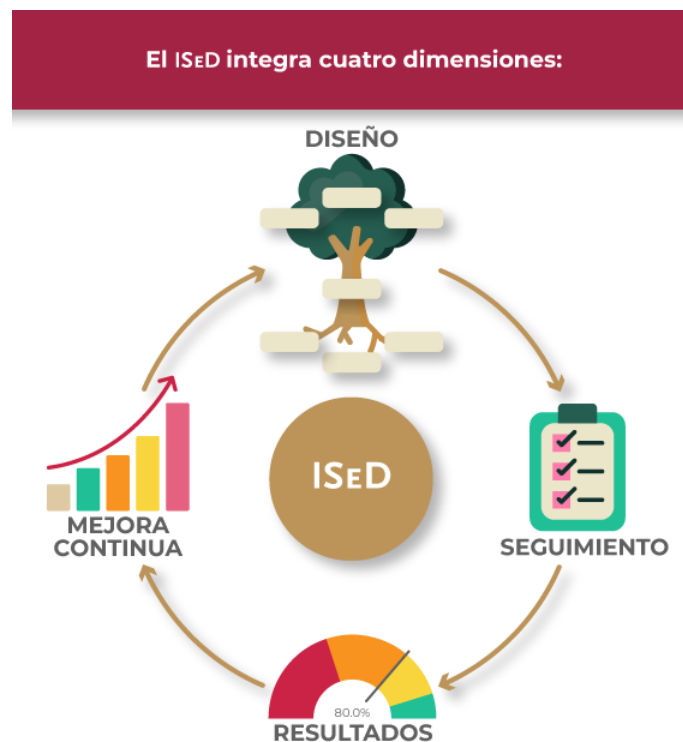 El ISeD integra cuatro dimensiones:
DISEÑO
ISeD
MEJORA
CONTINUA
SEGUIMIENTO
80.0%
RESULTADOS